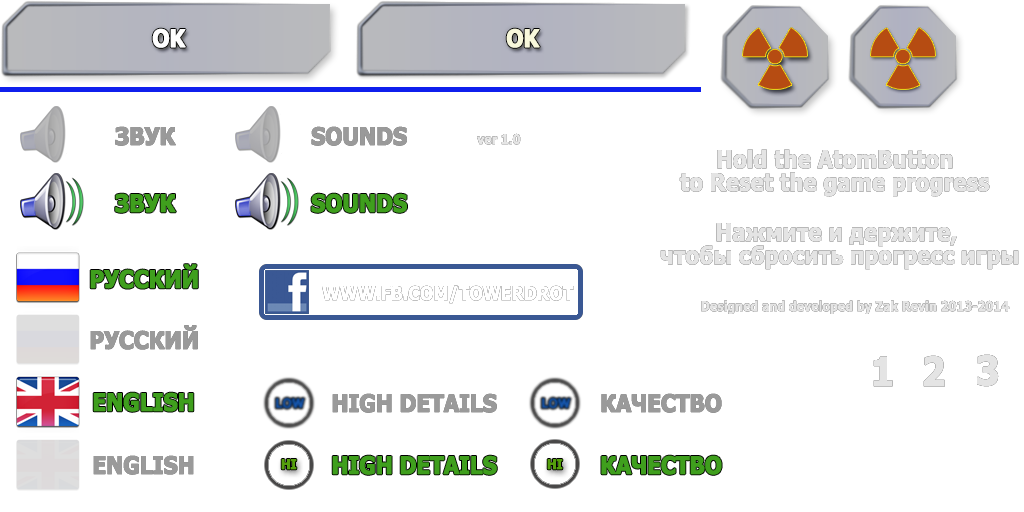 OK
OK
ЗВУК
SOUNDS
ver 1.0
Hold the AtomButton
to Reset the game progress
ЗВУК
SOUNDS
Нажмите и держите,
чтобы сбросить прогресс игры
РУССКИЙ
f
WWW.FB.COM/TOWERDROT
Designed and developed by Zak Rovin 2013-2014
РУССКИЙ
1 2 3
ENGLISH
LOW
HIGH DETAILS
LOW
КАЧЕСТВО
ENGLISH
HI
HIGH DETAILS
HI
КАЧЕСТВО